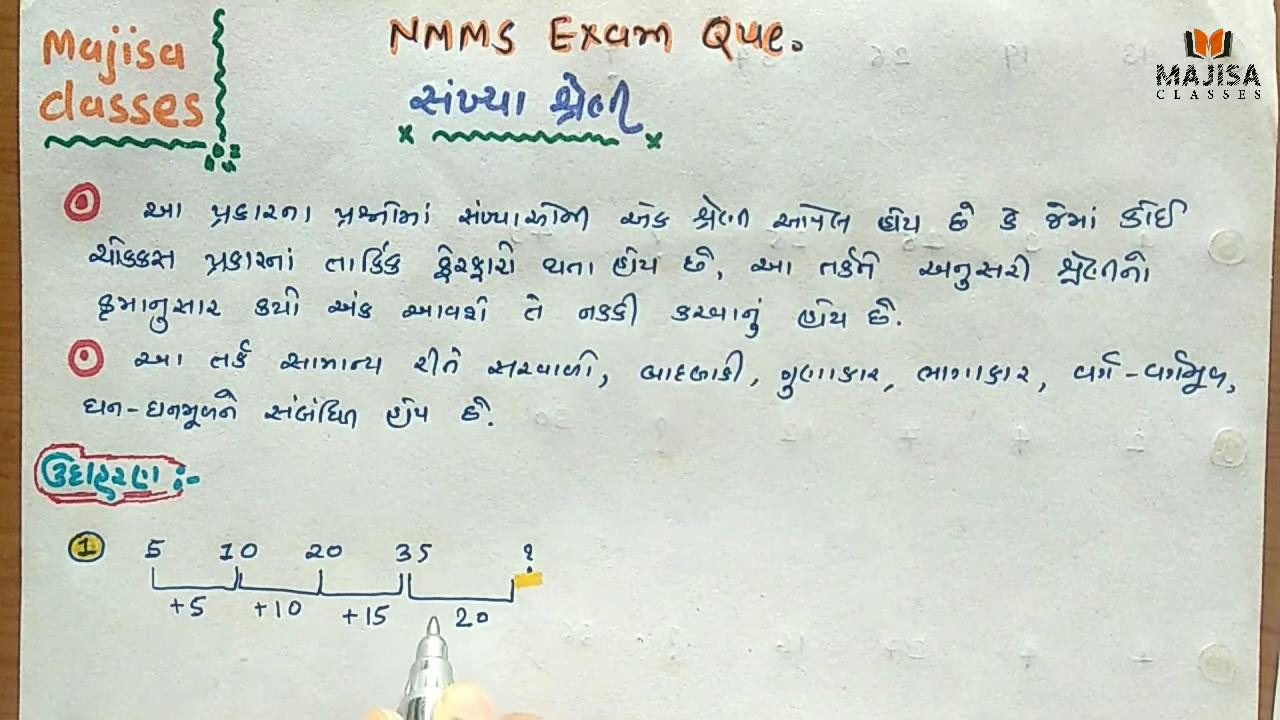 Majisa
classes
NMMS Exam Que.
સંખ્યા શ્રેણી
MAJISA
CLASSES
આ પ્રકારના પ્રશ્નોમાં સંખ્યાઓની એક શ્રેણી આપેલ હોય છે કે જેમાં કોઈ
ચોક્કસ પ્રકારનાં તાર્કિક ફેરફારો થતા હોય છે, આ તર્કને અનુસરી શ્રેણીનો
ક્રમાનુસાર કયો અંક આવશે તે નક્કી કરવાનું હોય છે.
આ તર્ક સામાન્ય રીતે સરવાળા, બાદબાકી, ગુણાકાર, ભાગાકાર, વર્ગ-વર્ગમૂળ,
ઘન-ઘનમૂળને સંબંધિત હોય છે.
ઉદાહરણ :-
1 5 10 20 35 ?
+5 +10 +15 20